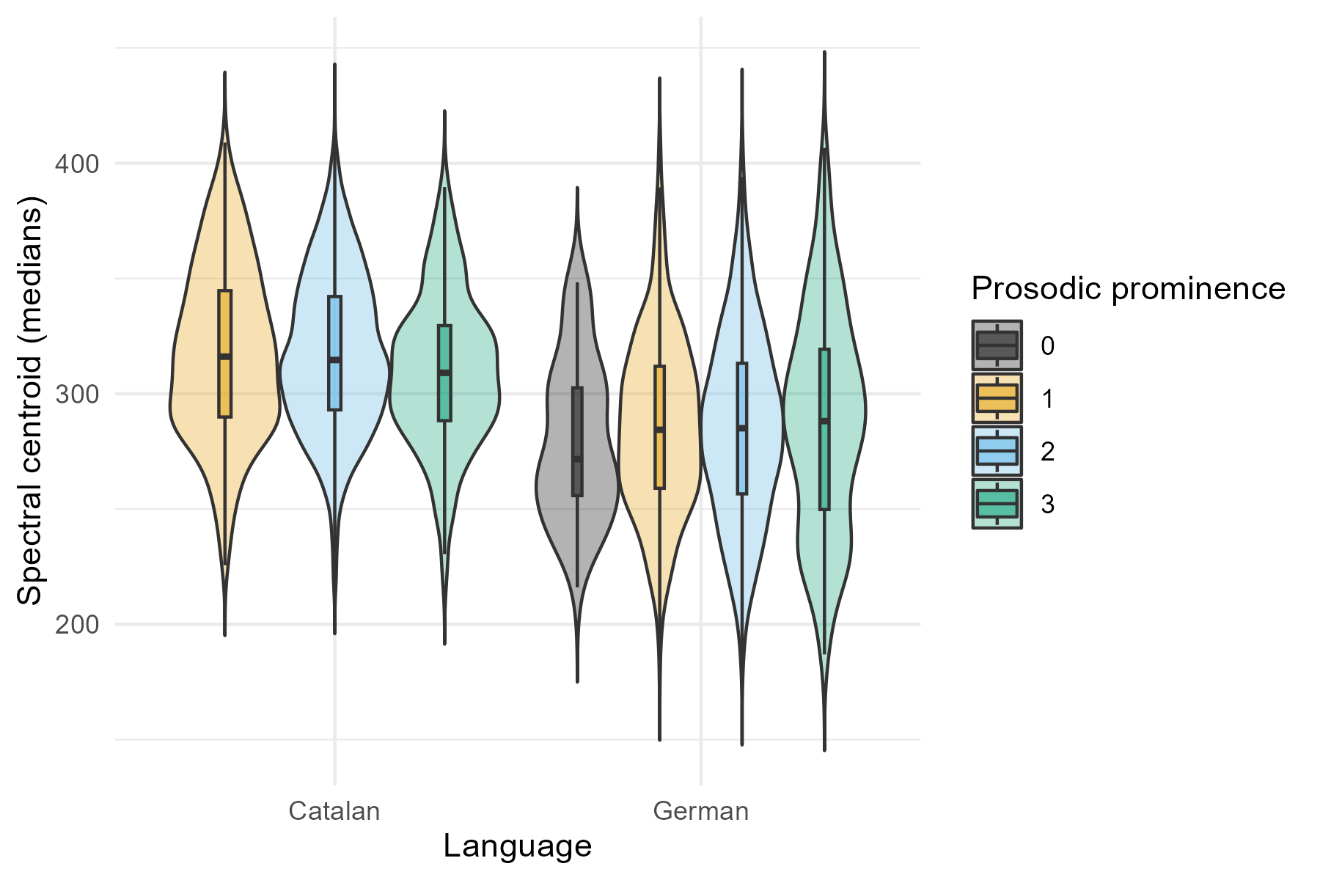 Spectral centroid (medians)
400
300
200
Catalan
German
Language
Prosodic prominence
0
1
2
3